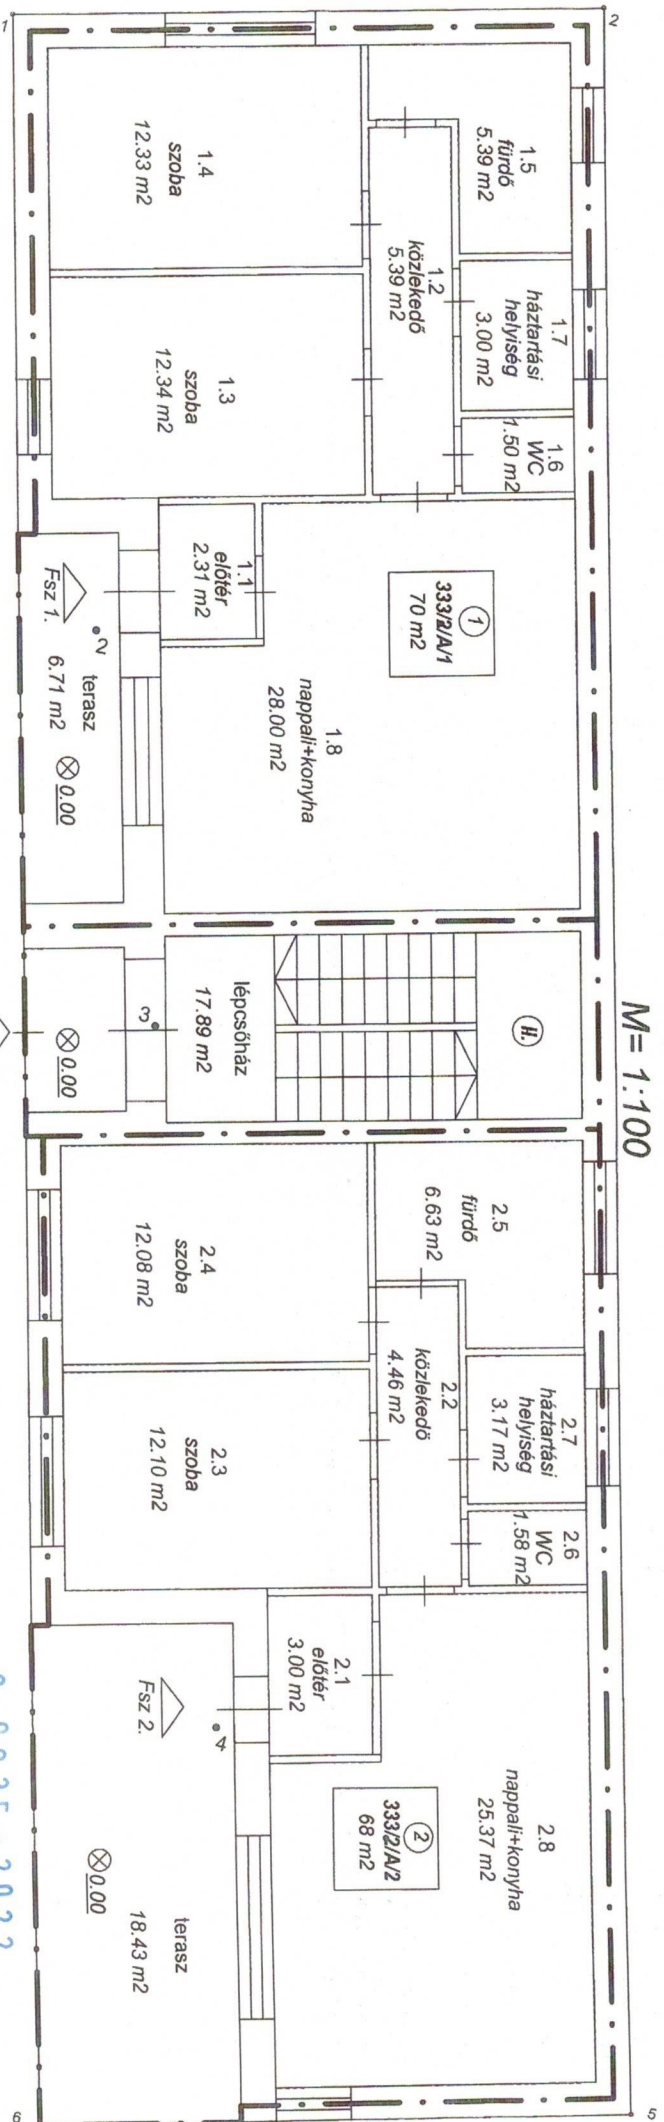 M= 1:100
1
2
1.4
szoba
12.33 m2
1.5
fürdő
5.39 m2
1.2
közlekedő
5.39 m2
1.7
háztartási
helyiség
3.00 m2
1.3
szoba
12.34 m2
1.6
WC
1.50 m2
1.1
előtér
2.31 m2
1
333/2/A/1
70 m2
1.8
nappali+konyha
28.00 m2
Fsz 1.
2
terasz
6.71 m2
0.00
H.
lépcsőház
17.89 m2
3
0.00
2.4
szoba
12.08 m2
2.5
fürdő
6.63 m2
2.2
közlekedő
4.46 m2
2.7
háztartási
helyiség
3.17 m2
2.3
szoba
12.10 m2
2.6
WC
1.58 m2
2.1
előtér
3.00 m2
Fsz 2.
4
2
333/2/A/2
68 m2
2.8
nappali+konyha
25.37 m2
0.00
terasz
18.43 m2
5
6